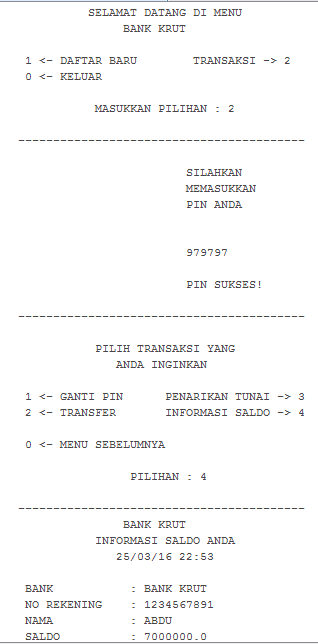 SELAMAT DATANG DI MENU
BANK KRUT
1 <- DAFTAR BARU TRANSAKSI -> 2
0 <- KELUAR
MASUKKAN PILIHAN : 2
-----------------------------------------
SILAHKAN
MEMASUKKAN
PIN ANDA
979797
PIN SUKSES!
-----------------------------------------
PILIH TRANSAKSI YANG
ANDA INGINKAN
1 <- GANTI PIN PENARIKAN TUNAI -> 3
2 <- TRANSFER INFORMASI SALDO -> 4
0 <- MENU SEBELUMNYA
PILIHAN : 4
-----------------------------------------
BANK KRUT
INFORMASI SALDO ANDA
25/03/16 22:53
BANK : BANK KRUT
NO REKENING : 1234567891
NAMA : ABDU
SALDO : 7000000.0